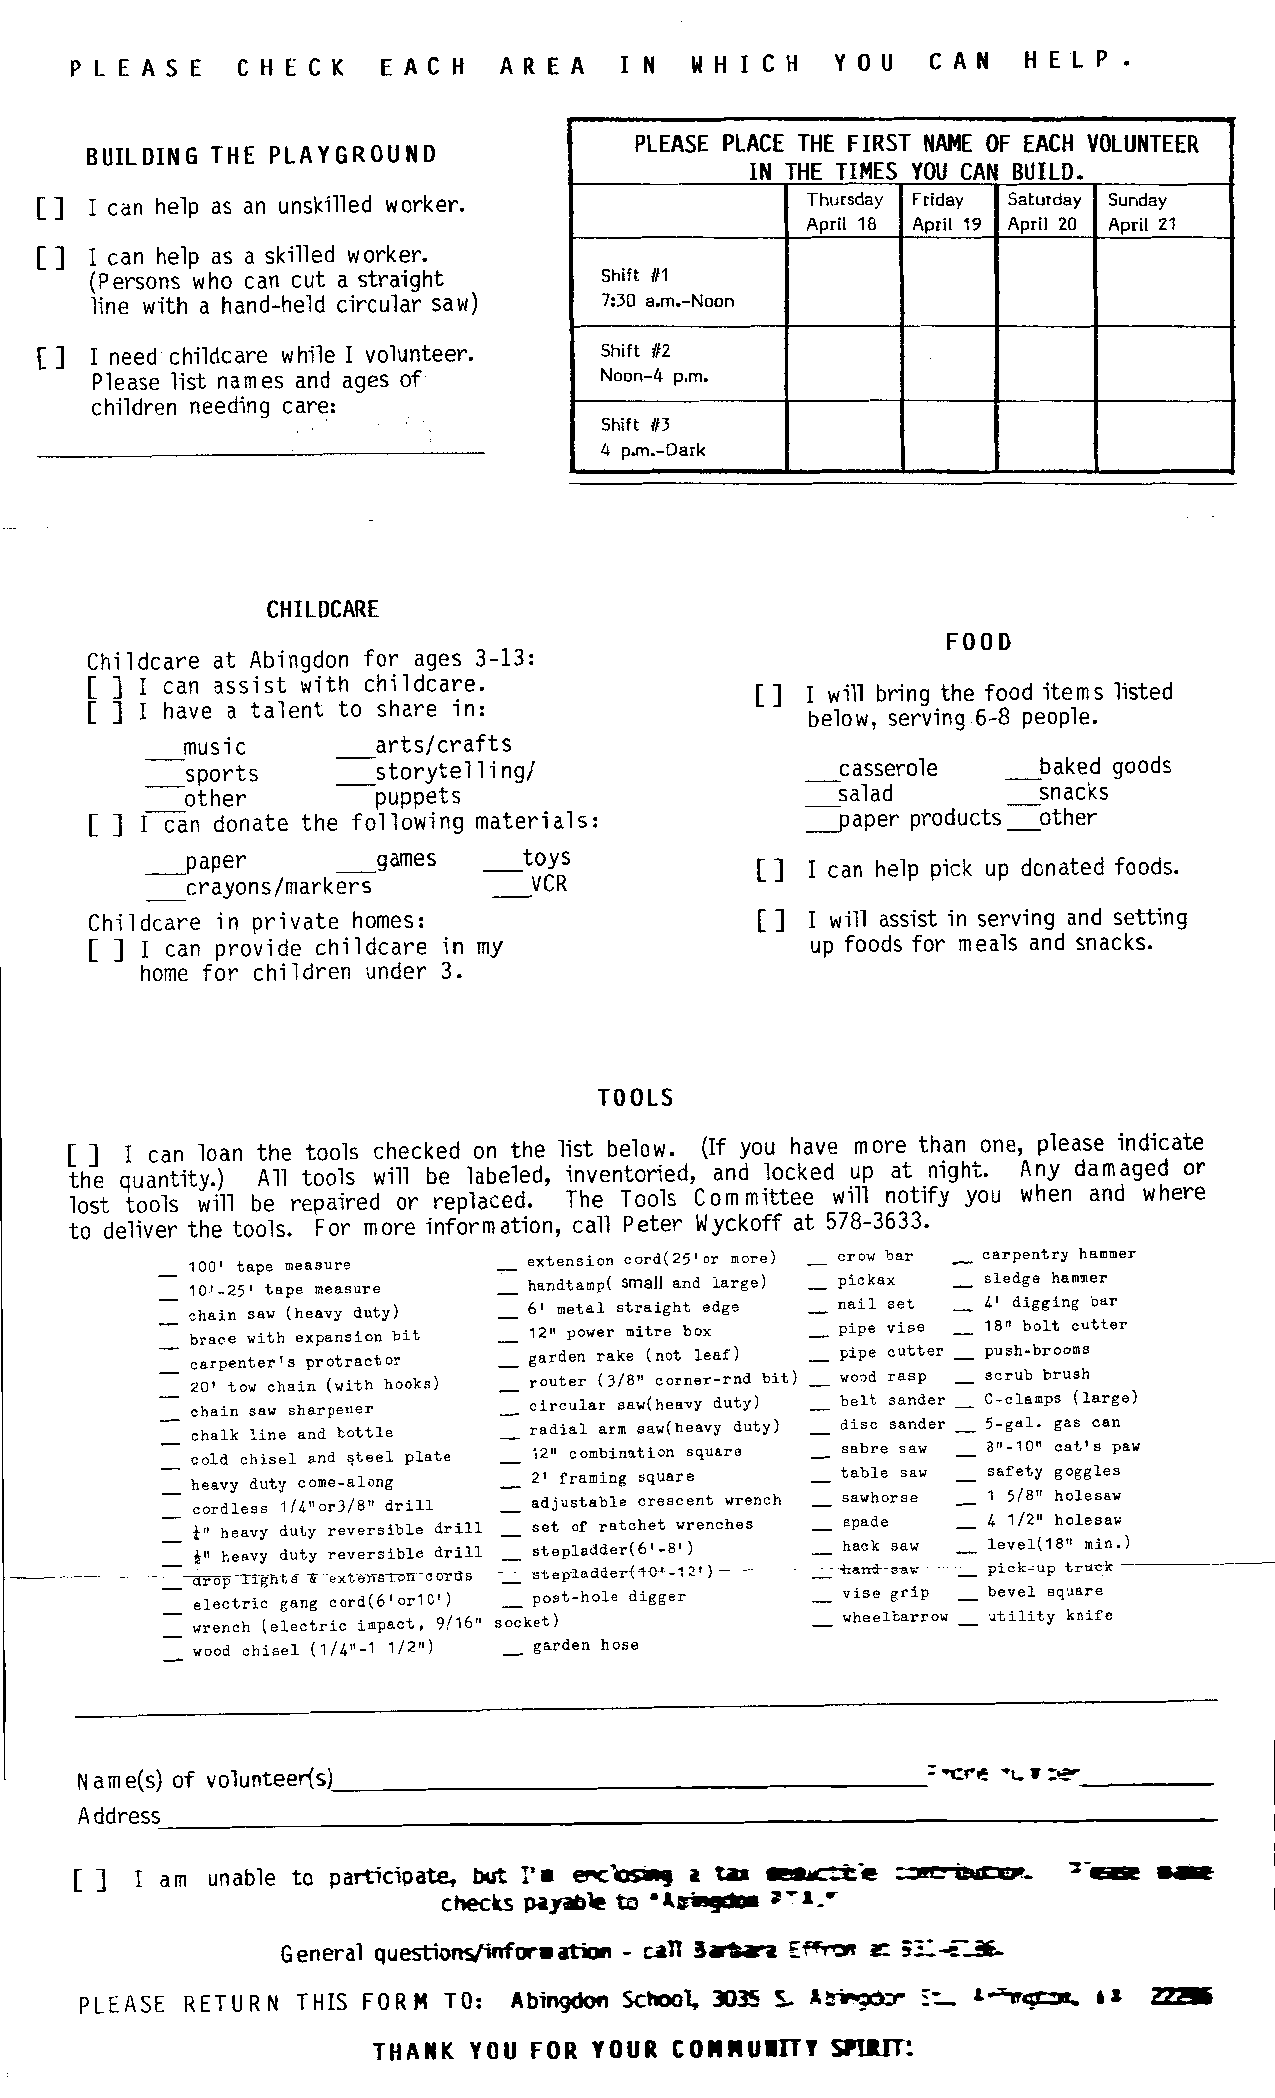 PLEASE CHECK EACH AREA IN WHICH YOU CAN HELP.
BUILDING THE PLAYGROUND
[ ] I can help as an unskilled worker.
[ ] I can help as a skilled worker.
(Persons who can cut a straight
line with a hand-held circular saw)
[ ] I need childcare while I volunteer.
Please list names and ages of
children needing care:
PLEASE PLACE THE FIRST NAME OF EACH VOLUNTEER
IN THE TIMES YOU CAN BUILD.
Thursday Friday Saturday Sunday
April 18 April 19 April 20 April 21
Shift #1
7:30 a.m.-Noon
Shift #2
Noon-4 p.m.
Shift #3
4 p.m.-Dark
CHILDCARE
Childcare at Abingdon for ages 3-13:
[ ] I can assist with childcare.
[ ] I have a talent to share in:
___music ___arts/crafts
___sports ___storytelling/
___other puppets
[ ] I can donate the following materials:
___paper ___games ___toys
___crayons/markers ___VCR
Childcare in private homes:
[ ] I can provide childcare in my
home for children under 3.
FOOD
[ ] I will bring the food items listed
below, serving 6-8 people.
___casserole ___baked goods
___salad ___snacks
___paper products ___other
[ ] I can help pick up donated foods.
[ ] I will assist in serving and setting
up foods for meals and snacks.
TOOLS
[ ] I can loan the tools checked on the list below. (If you have more than one, please indicate
the quantity.) All tools will be labeled, inventoried, and locked up at night. Any damaged or
lost tools will be repaired or replaced. The Tools Committee will notify you when and where
to deliver the tools. For more information, call Peter Wyckoff at 578-3633.
__ 100' tape measure __ extension cord(25'or more) __ crow bar __ carpentry hammer
__ 10'-25' tape measure __ handtamp( small and large) __ pickax __ sledge hammer
__ chain saw (heavy duty) __ 6' metal straight edge __ nail set __ 4' digging bar
__ brace with expansion bit __ 12" power mitre box __ pipe vise __ 18" bolt cutter
__ carpenter's protractor __ garden rake (not leaf) __ pipe cutter __ push-brooms
__ 20' tow chain (with hooks) __ router (3/8" corner-rnd bit) __ wood rasp __ scrub brush
__ chain saw sharpener __ circular saw(heavy duty) __ belt sander __ C-clamps (large)
__ chalk line and bottle __ radial arm saw(heavy duty) __ disc sander __ 5-gal. gas can
__ cold chisel and steel plate __ 12" combination square __ sabre saw __ 8"-10" cat's paw
__ heavy duty come-along __ 2' framing square __ table saw __ safety goggles
__ cordless 1/4"or3/8" drill __ adjustable crescent wrench __ sawhorse __ 1 5/8" holesaw
__ ¼" heavy duty reversible drill __ set of ratchet wrenches __ spade __ 4 1/2" holesaw
__ ½" heavy duty reversible drill __ stepladder(6'-8') __ hack saw __ level(18" min.)
__ drop lights & extension cords __ stepladder(10'-12') __ hand saw __ pick-up truck
__ electric gang cord(6'or10') __ post-hole digger __ vise grip __ bevel square
__ wrench (electric impact, 9/16" socket) __ wheelbarrow __ utility knife
__ wood chisel (1/4"-1 1/2") __ garden hose
Name(s) of volunteer(s)
Address
[ ] I am unable to participate, but I'm enclosing a tax deductible contribution. Please make
checks payable to "Abingdon PTA."
General questions/information - call Barbara Effron at
PLEASE RETURN THIS FORM TO: Abingdon School, 3035 S. Abingdon St., Arlington,
THANK YOU FOR YOUR COMMUNITY SPIRIT!